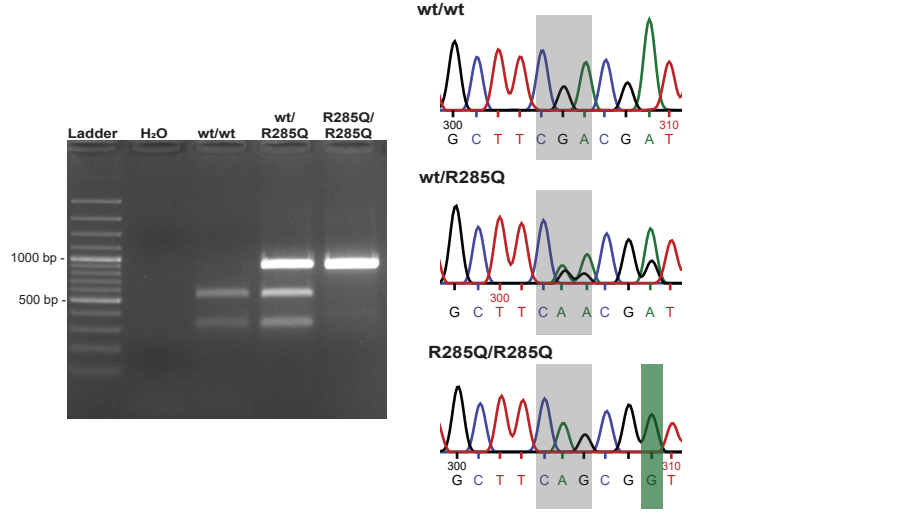 Ladder H₂O wt/wt wt/R285Q R285Q/R285Q
1000 bp -
500 bp -
wt/wt
300 310
G C T T C G A C G A T
wt/R285Q
300
G C T T C A A C G A T
R285Q/R285Q
300 310
G C T T C A G C G G T